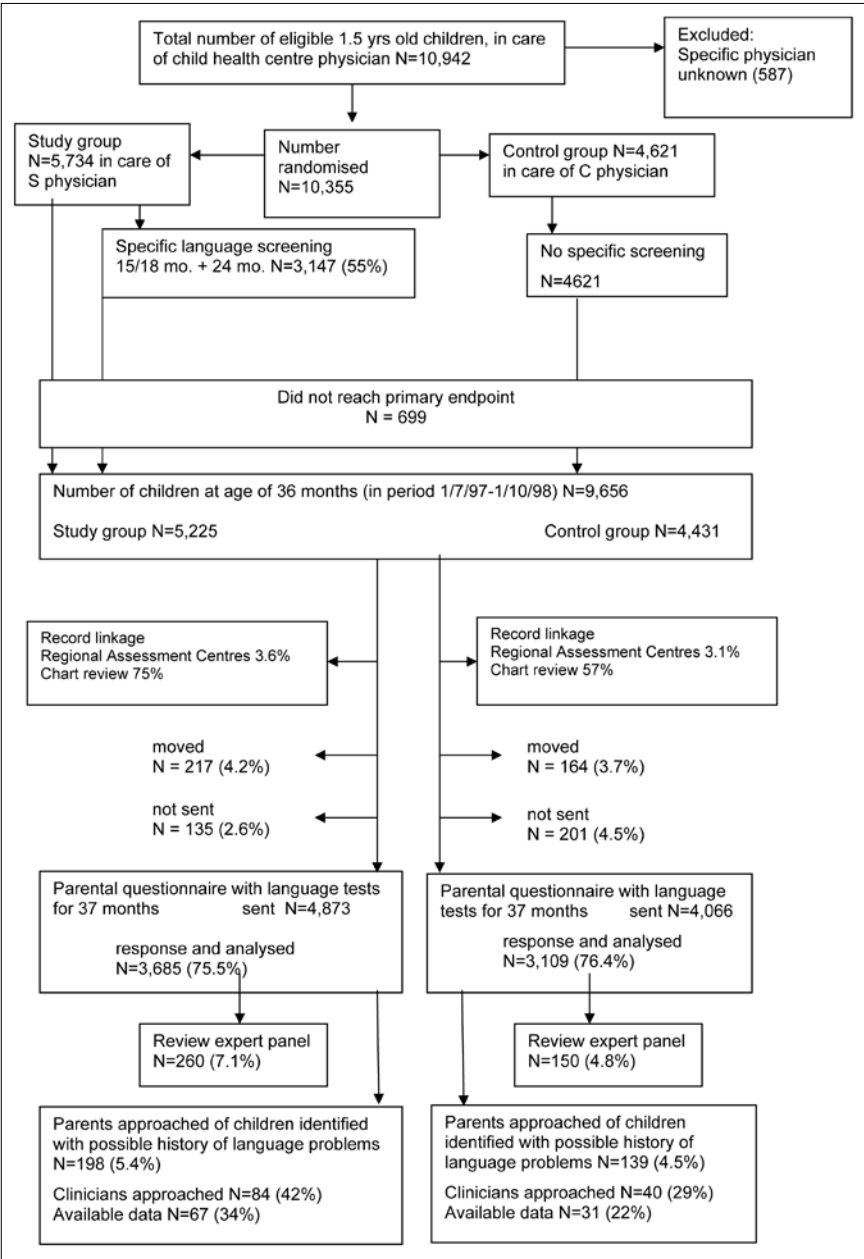 Total number of eligible 1.5 yrs old children, in care
of child health centre physician N=10,942
Excluded:
Specific physician
unknown (587)
Study group
N=5,734 in care of
S physician
Number
randomised
N=10,355
Control group N=4,621
in care of C physician
Specific language screening
15/18 mo. + 24 mo. N=3,147 (55%)
No specific screening
N=4621
Did not reach primary endpoint
N = 699
Number of children at age of 36 months (in period 1/7/97-1/10/98) N=9,656
Study group N=5,225 Control group N=4,431
Record linkage
Regional Assessment Centres 3.6%
Chart review 75%
Record linkage
Regional Assessment Centres 3.1%
Chart review 57%
moved
N = 217 (4.2%)
moved
N = 164 (3.7%)
not sent
N = 135 (2.6%)
not sent
N = 201 (4.5%)
Parental questionnaire with language tests
for 37 months sent N=4,873
response and analysed
N=3,685 (75.5%)
Parental questionnaire with language
tests for 37 months sent N=4,066
response and analysed
N=3,109 (76.4%)
Review expert panel
N=260 (7.1%)
Review expert panel
N=150 (4.8%)
Parents approached of children identified
with possible history of language problems
N=198 (5.4%)
Clinicians approached N=84 (42%)
Available data N=67 (34%)
Parents approached of children
identified with possible history of
language problems N=139 (4.5%)
Clinicians approached N=40 (29%)
Available data N=31 (22%)